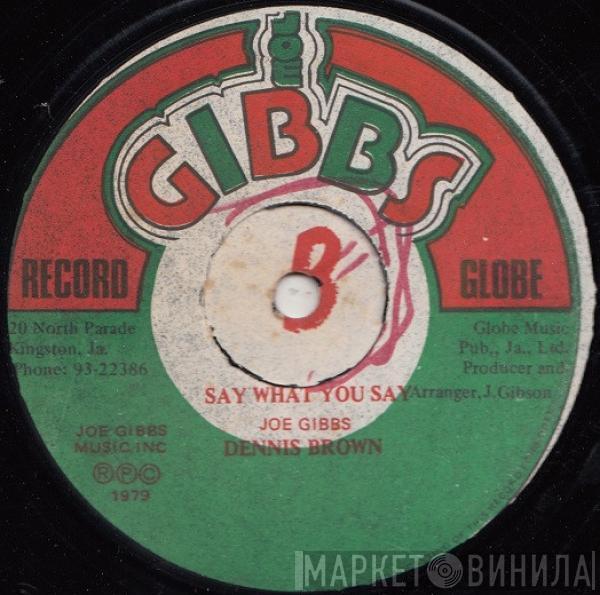 JOE
GIBBS
RECORD GLOBE
20 North Parade
Kingston, Ja.
Phone: 93-22386
Globe Music
Pub,, Ja., Ltd.
Producer and
Arranger, J. Gibson
B
SAY WHAT YOU SAY
JOE GIBBS
DENNIS BROWN
JOE GIBBS
MUSIC INC
Ⓡ Ⓟ Ⓒ
1979
МАРКЕТ ВИНИЛА